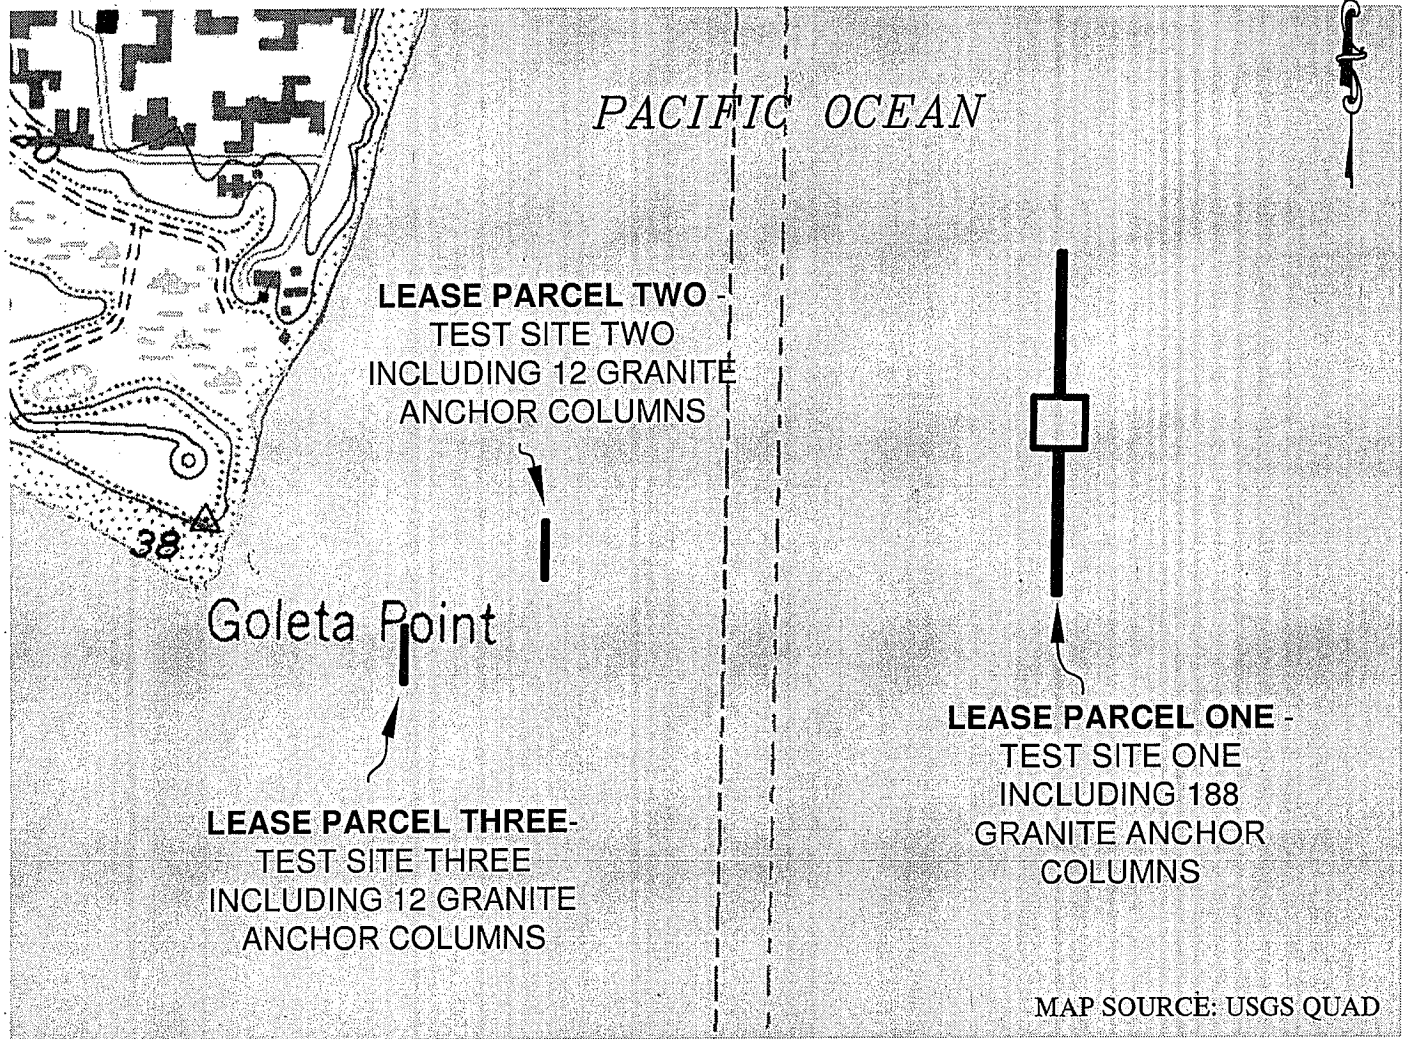 PACIFIC OCEAN
LEASE PARCEL TWO -
TEST SITE TWO
INCLUDING 12 GRANITE
ANCHOR COLUMNS
38
Goleta Point
LEASE PARCEL ONE -
TEST SITE ONE
INCLUDING 188
GRANITE ANCHOR
COLUMNS
LEASE PARCEL THREE-
TEST SITE THREE
INCLUDING 12 GRANITE
ANCHOR COLUMNS
MAP SOURCE: USGS QUAD